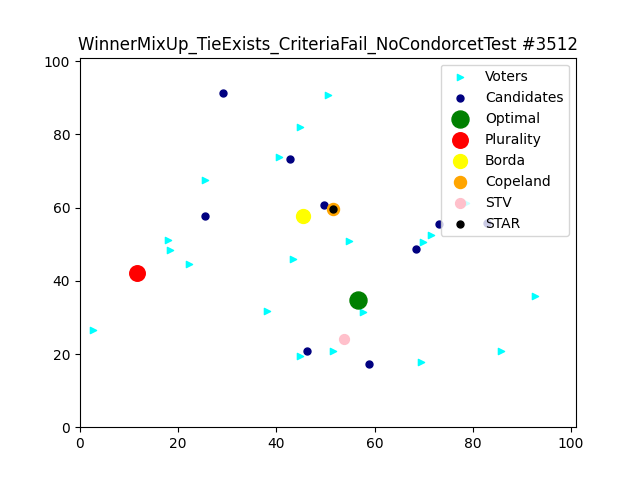 WinnerMixUp_TieExists_CriteriaFail_NoCondorcetTest #3512
100
80
60
40
20
0
0 20 40 60 80 100
Voters
Candidates
Optimal
Plurality
Borda
Copeland
STV
STAR